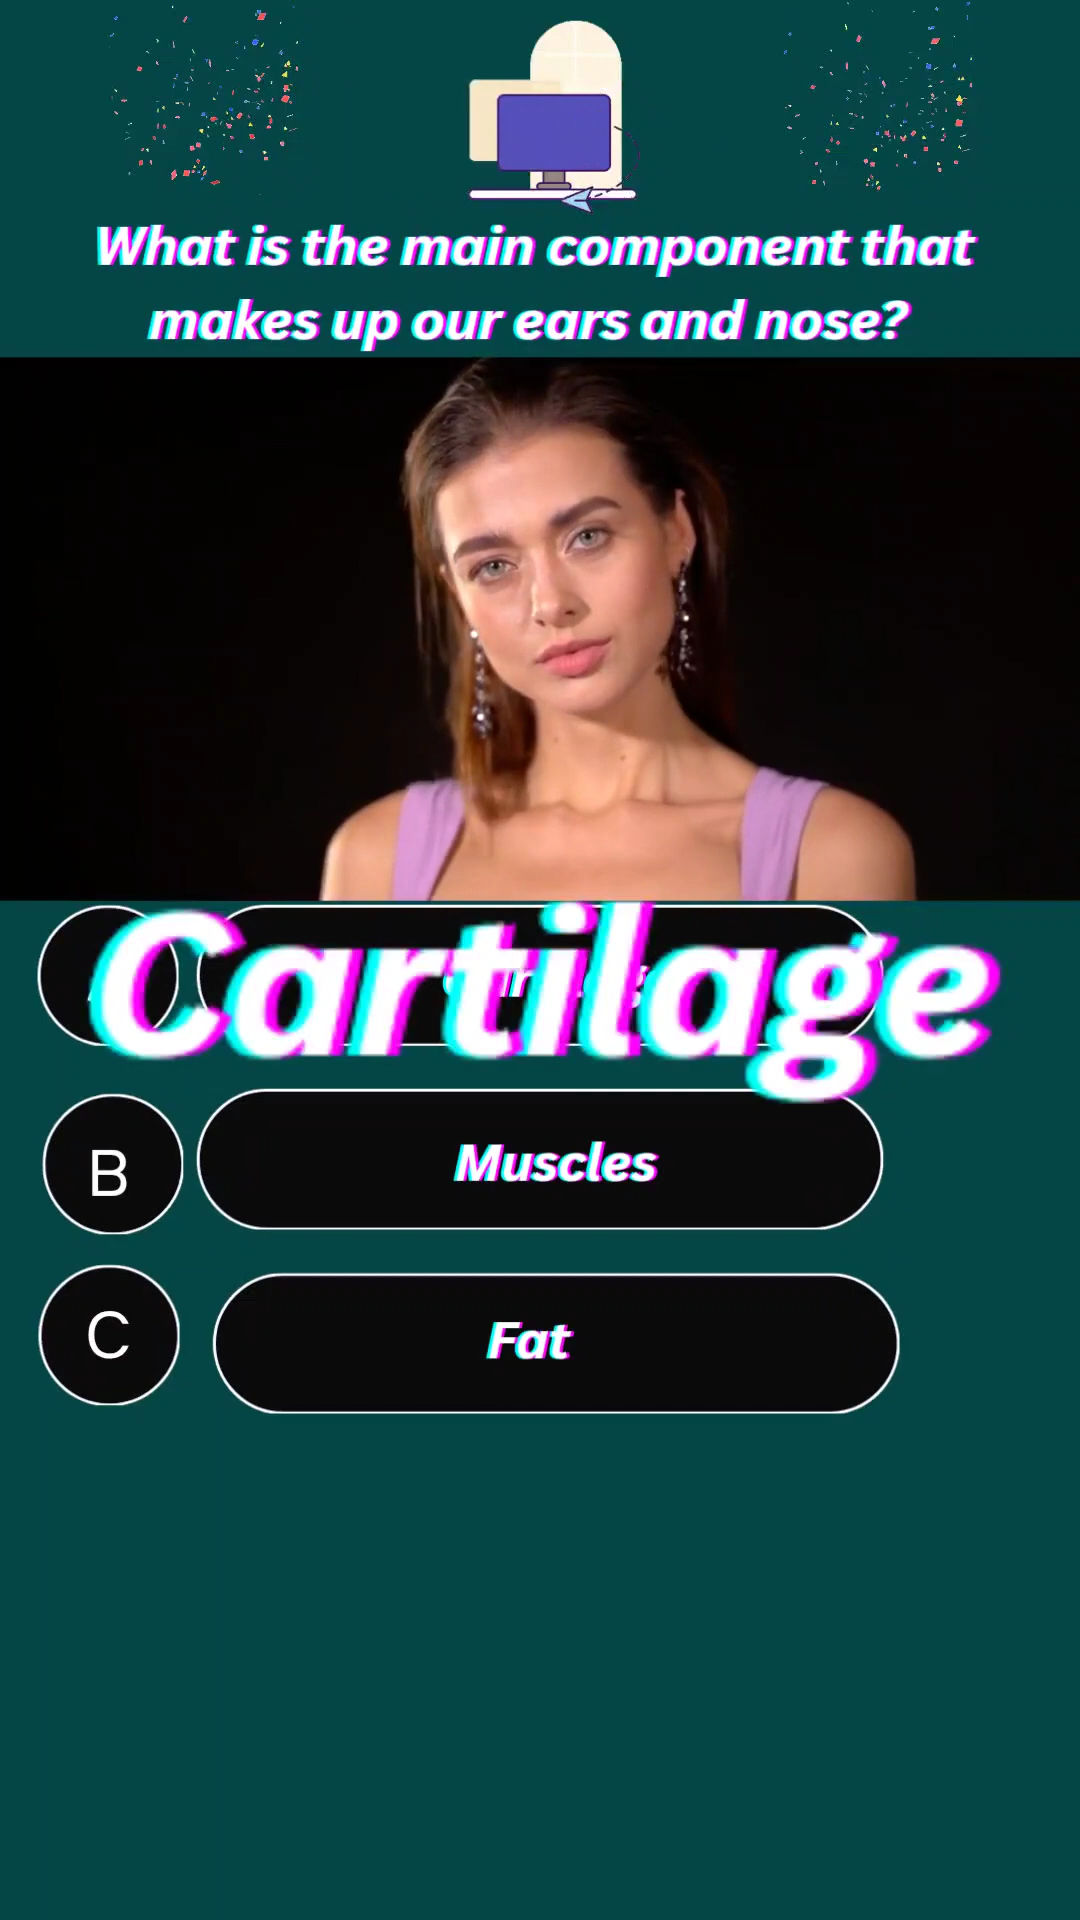 What is the main component that
makes up our ears and nose?
Cartilage
B
Muscles
C
Fat